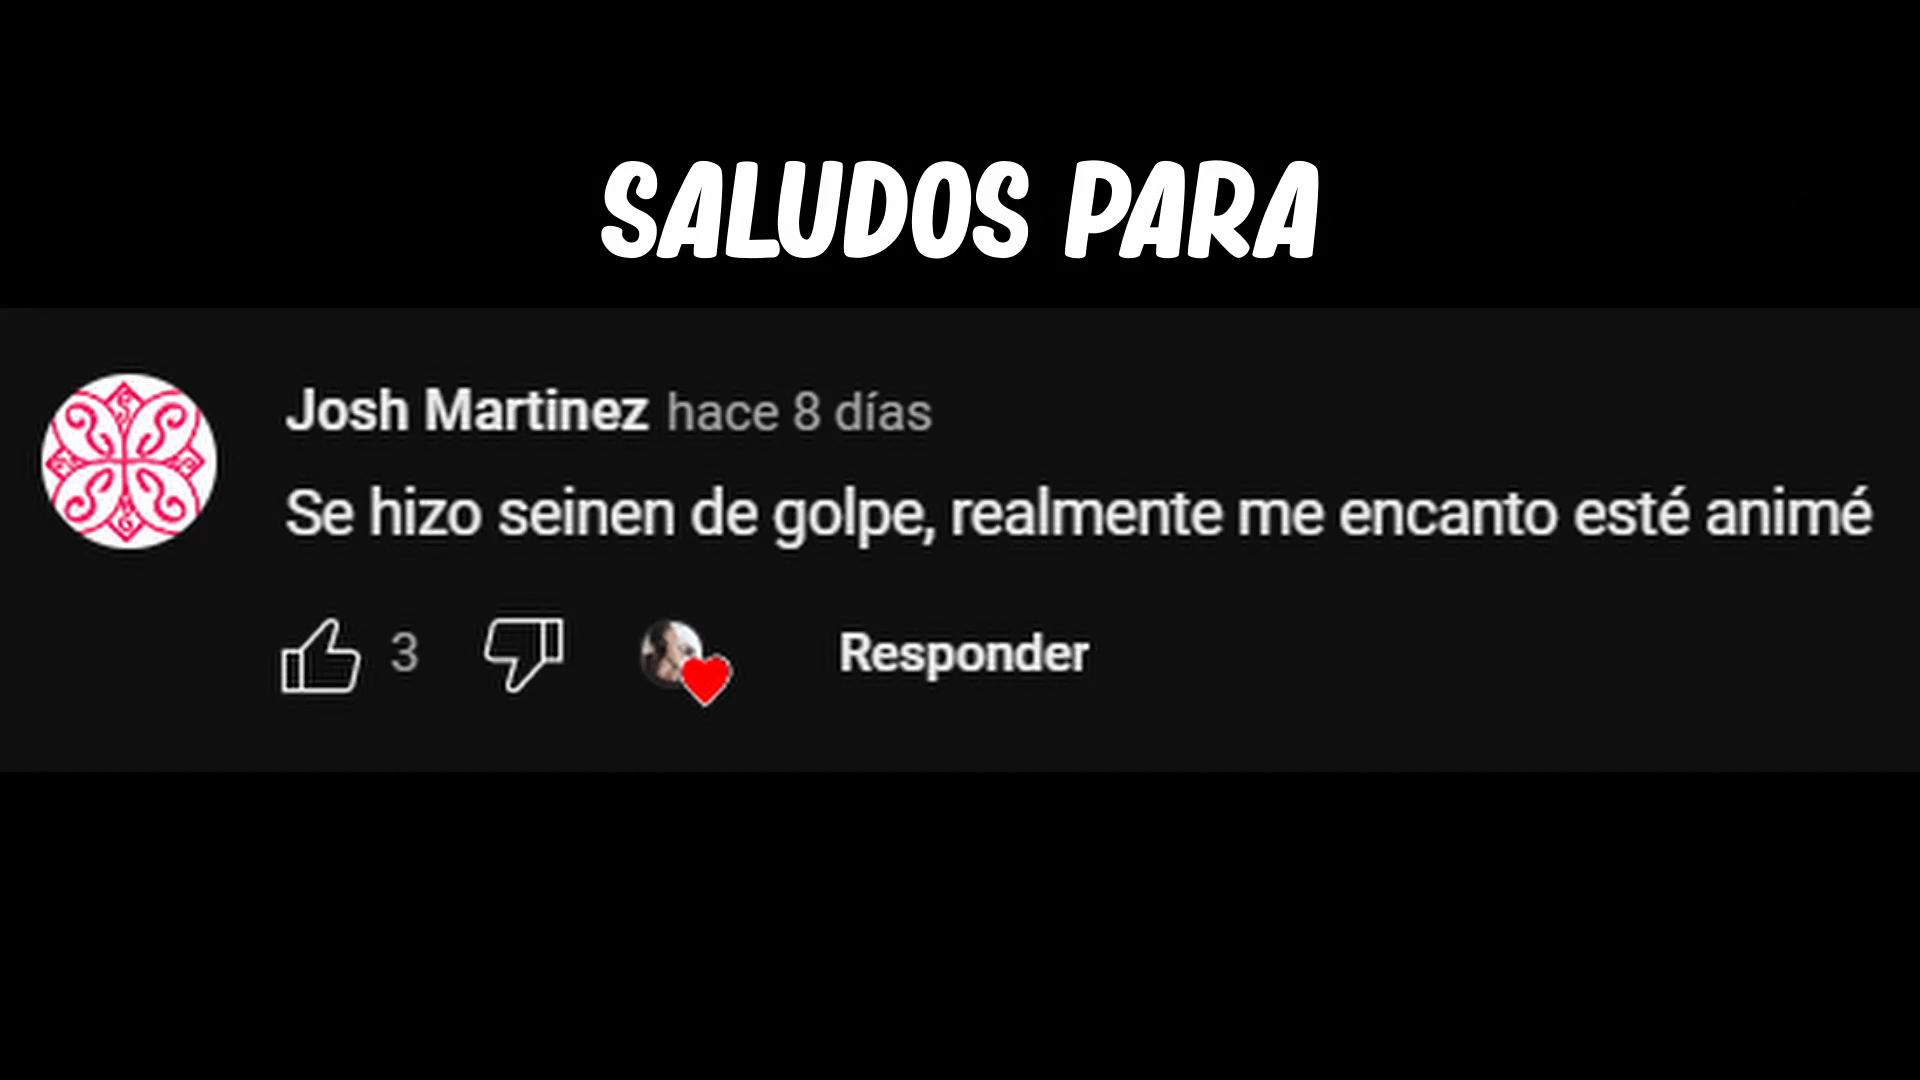 SALUDOS PARA
Josh Martinez hace 8 días
Se hizo seinen de golpe, realmente me encanto esté animé
3 Responder